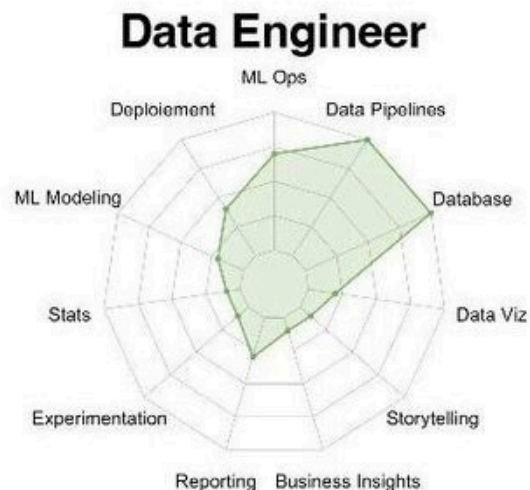 Data Engineer
ML Ops
Deploiement
Data Pipelines
ML Modeling
Database
Stats
Data Viz
Experimentation
Storytelling
Reporting
Business Insights